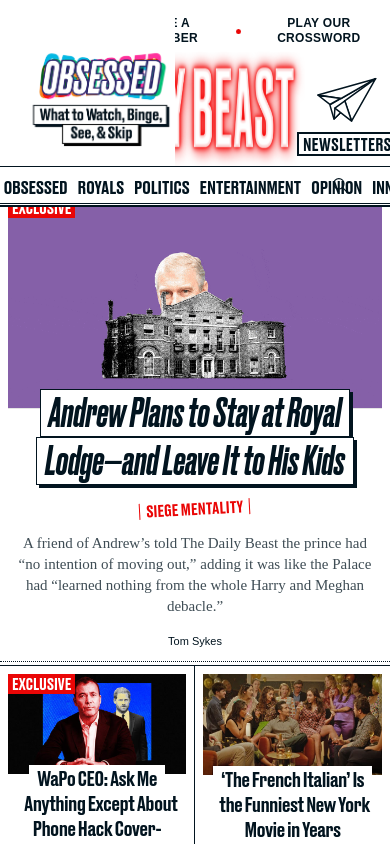 E A
BER
PLAY OUR
CROSSWORD
OBSESSED
What to Watch, Binge,
See, & Skip
Y BEAST
NEWSLETTERS
OBSESSED ROYALS POLITICS ENTERTAINMENT OPINION INN
EXCLUSIVE
Andrew Plans to Stay at Royal
Lodge—and Leave It to His Kids
SIEGE MENTALITY
A friend of Andrew’s told The Daily Beast the prince had
“no intention of moving out,” adding it was like the Palace
had “learned nothing from the whole Harry and Meghan
debacle.”
Tom Sykes
EXCLUSIVE
WaPo CEO: Ask Me
Anything Except About
Phone Hack Cover-
‘The French Italian’ Is
the Funniest New York
Movie in Years